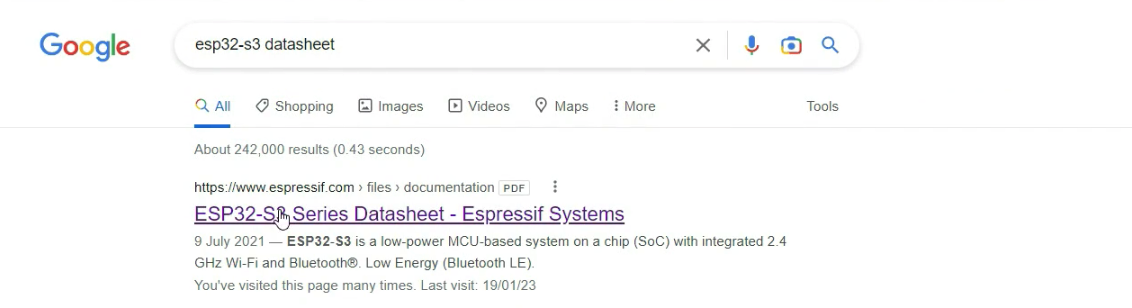 Google
esp32-s3 datasheet
All Shopping Images Videos Maps More Tools
About 242,000 results (0.43 seconds)
https://www.espressif.com › files › documentation PDF
ESP32-S3 Series Datasheet - Espressif Systems
9 July 2021 — ESP32-S3 is a low-power MCU-based system on a chip (SoC) with integrated 2.4
GHz Wi-Fi and Bluetooth®. Low Energy (Bluetooth LE).
You've visited this page many times. Last visit: 19/01/23